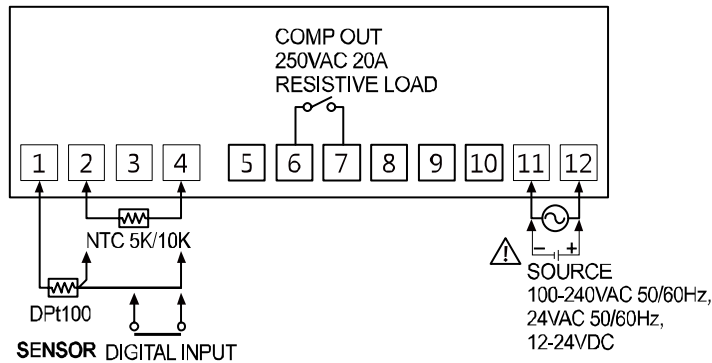 COMP OUT
250VAC 20A
RESISTIVE LOAD
1 2 3 4 5 6 7 8 9 10 11 12
NTC 5K/10K
DPt100
SENSOR DIGITAL INPUT
- +
SOURCE
100-240VAC 50/60Hz,
24VAC 50/60Hz,
12-24VDC